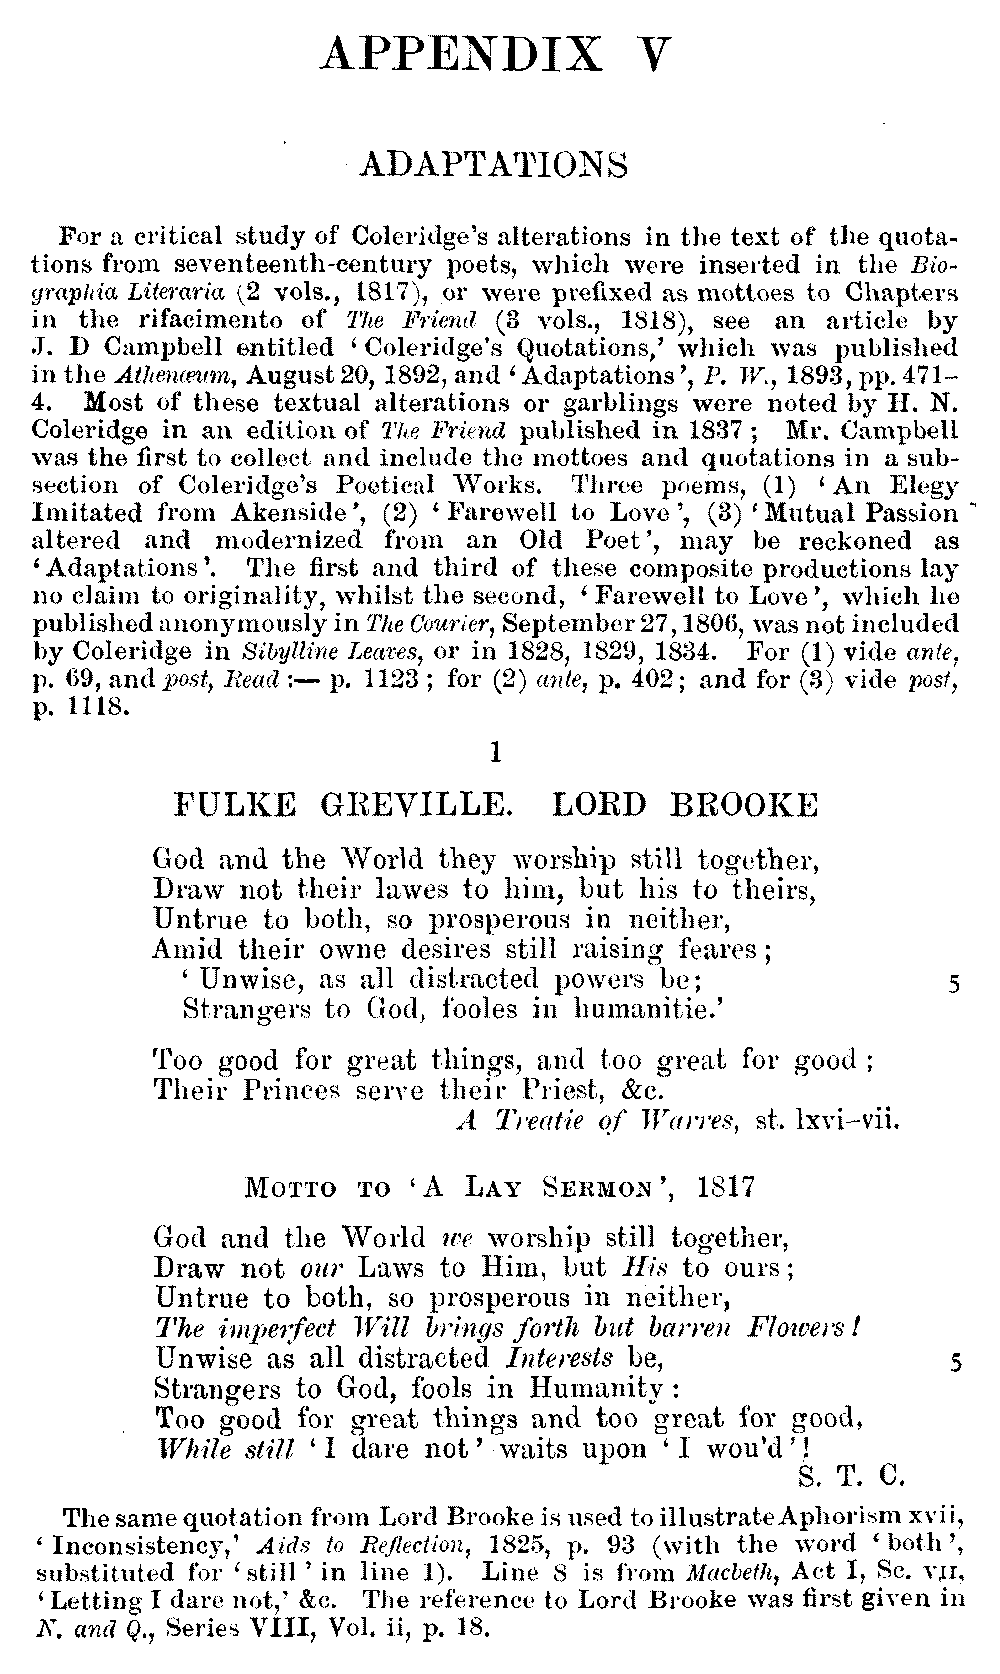 APPENDIX V
ADAPTATIONS
For a critical study of Coleridge's alterations in the text of the quota-
tions from seventeenth-century poets, which were inserted in the Bio-
graphia Literaria (2 vols., 1817), or were prefixed as mottoes to Chapters
in the rifacimento of The Friend (3 vols., 1818), see an article by
J. D Campbell entitled ‘Coleridge's Quotations,’ which was published
in the Athenæum, August 20, 1892, and ‘Adaptations’, P. W., 1893, pp. 471–
4. Most of these textual alterations or garblings were noted by H. N.
Coleridge in an edition of The Friend published in 1837; Mr. Campbell
was the first to collect and include the mottoes and quotations in a sub-
section of Coleridge's Poetical Works. Three poems, (1) ‘An Elegy
Imitated from Akenside’, (2) ‘Farewell to Love’, (3) ‘Mutual Passion
altered and modernized from an Old Poet’, may be reckoned as
‘Adaptations’. The first and third of these composite productions lay
no claim to originality, whilst the second, ‘Farewell to Love’, which he
published anonymously in The Courier, September 27, 1806, was not included
by Coleridge in Sibylline Leaves, or in 1828, 1829, 1834. For (1) vide ante,
p. 69, and post, Read:— p. 1123; for (2) ante, p. 402; and for (3) vide post,
p. 1118.
1
FULKE GREVILLE. LORD BROOKE
God and the World they worship still together,
Draw not their lawes to him, but his to theirs,
Untrue to both, so prosperous in neither,
Amid their owne desires still raising feares;
‘Unwise, as all distracted powers be; 5
Strangers to God, fooles in humanitie.’
Too good for great things, and too great for good;
Their Princes serve their Priest, &c.
A Treatie of Warres, st. lxvi–vii.
MOTTO TO ‘A LAY SERMON’, 1817
God and the World we worship still together,
Draw not our Laws to Him, but His to ours;
Untrue to both, so prosperous in neither,
The imperfect Will brings forth but barren Flowers!
Unwise as all distracted Interests be, 5
Strangers to God, fools in Humanity:
Too good for great things and too great for good,
While still ‘I dare not’ waits upon ‘I wou'd’!
S. T. C.
The same quotation from Lord Brooke is used to illustrate Aphorism xvii,
‘Inconsistency,’ Aids to Reflection, 1825, p. 93 (with the word ‘both’,
substituted for ‘still’ in line 1). Line 8 is from Macbeth, Act I, Sc. VII,
‘Letting I dare not,’ &c. The reference to Lord Brooke was first given in
N. and Q., Series VIII, Vol. ii, p. 18.